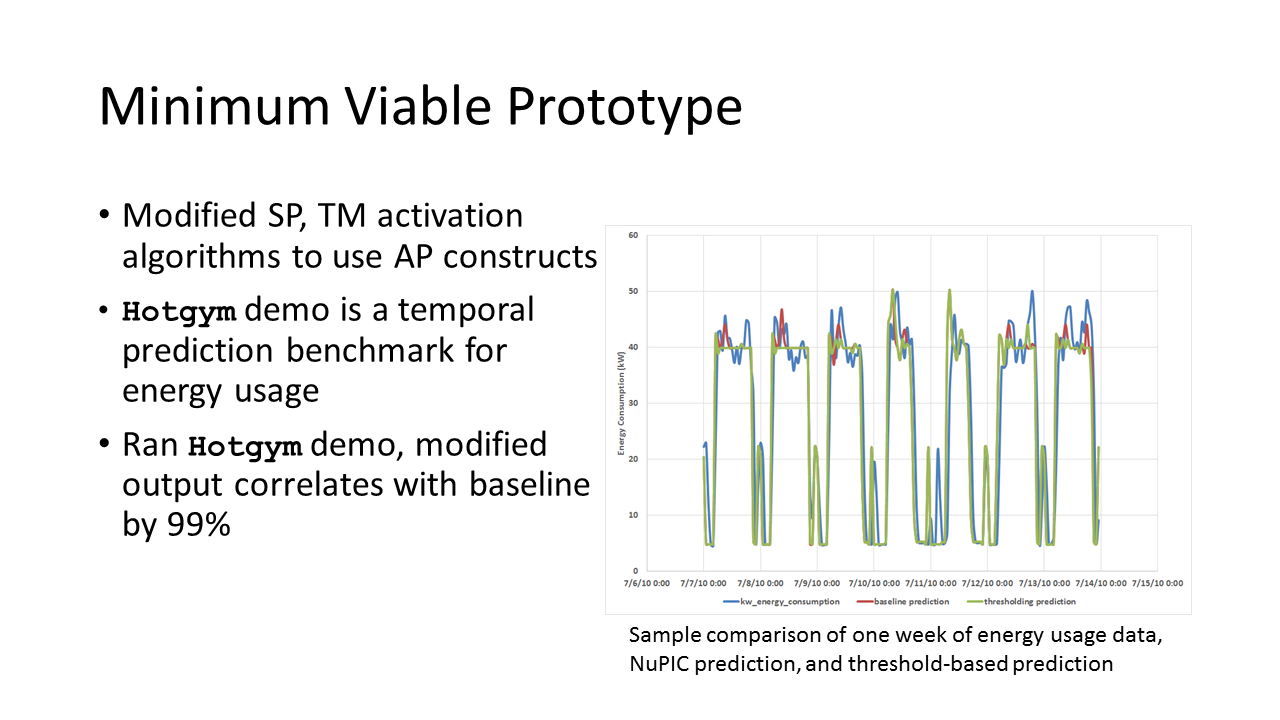 Minimum Viable Prototype
• Modified SP, TM activation
algorithms to use AP constructs
• Hotgym demo is a temporal
prediction benchmark for
energy usage
• Ran Hotgym demo, modified
output correlates with baseline
by 99%
60
50
40
30
20
10
0
Energy Consumption (kW)
7/6/10 0:00 7/7/10 0:00 7/8/10 0:00 7/9/10 0:00 7/10/10 0:00 7/11/10 0:00 7/12/10 0:00 7/13/10 0:00 7/14/10 0:00 7/15/10 0:00
kw_energy_consumption baseline prediction thresholding prediction
Sample comparison of one week of energy usage data,
NuPIC prediction, and threshold-based prediction